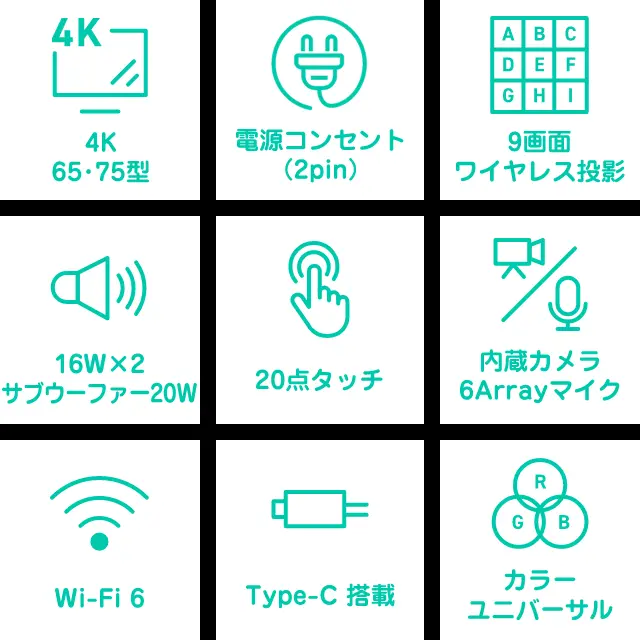 4K
4K
65･75型
電源コンセント
（2pin）
A B C
D E F
G H I
9画面
ワイヤレス投影
16W×2
サブウーファー20W
20点タッチ
内蔵カメラ
6Arrayマイク
Wi-Fi 6
Type-C 搭載
R
G B
カラー
ユニバーサル